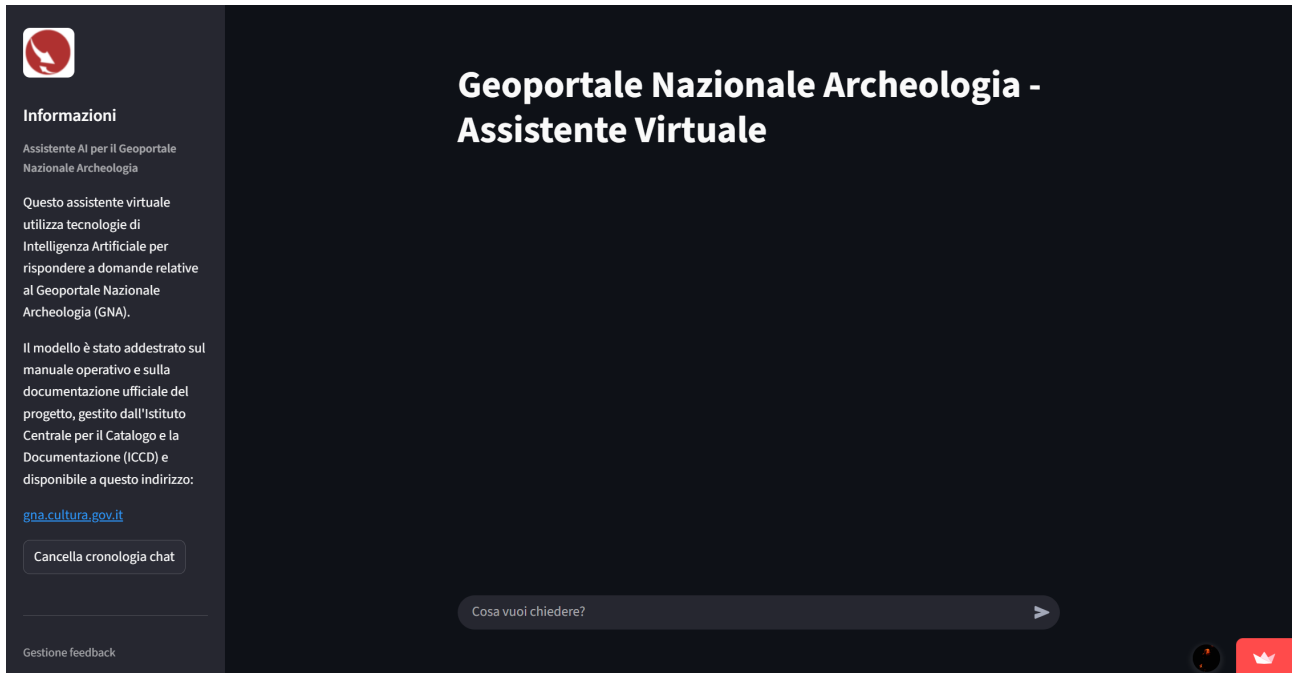 Informazioni
Assistente AI per il Geoportale
Nazionale Archeologia
Questo assistente virtuale
utilizza tecnologie di
Intelligenza Artificiale per
rispondere a domande relative
al Geoportale Nazionale
Archeologia (GNA).
Il modello è stato addestrato sul
manuale operativo e sulla
documentazione ufficiale del
progetto, gestito dall'Istituto
Centrale per il Catalogo e la
Documentazione (ICCD) e
disponibile a questo indirizzo:
gna.cultura.gov.it
Cancella cronologia chat
Gestione feedback
Geoportale Nazionale Archeologia -
Assistente Virtuale
Cosa vuoi chiedere?